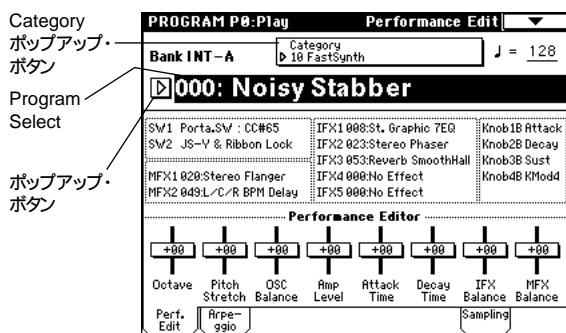 Category
ポップアップ・
ボタン
Program
Select
ポップアップ・
ボタン
PROGRAM P0:Play Performance Edit
Bank INT-A
Category
10 FastSynth
♩ = 128
000: Noisy Stabber
SW1 Porta.SW : CC#65
SW2 JS-Y & Ribbon Lock
MFX1 020:Stereo Flanger
MFX2 049:L/C/R BPM Delay
IFX1 008:St. Graphic 7EQ
IFX2 023:Stereo Phaser
IFX3 053:Reverb SmoothHall
IFX4 000:No Effect
IFX5 000:No Effect
Knob1B Attack
Knob2B Decay
Knob3B Sust
Knob4B KMod4
Performance Editor
+00 +00 +00 +00 +00 +00 +00 +00
Octave Pitch Stretch OSC Balance Amp Level Attack Time Decay Time IFX Balance MFX Balance
Perf. Edit Arpe-ggio Sampling